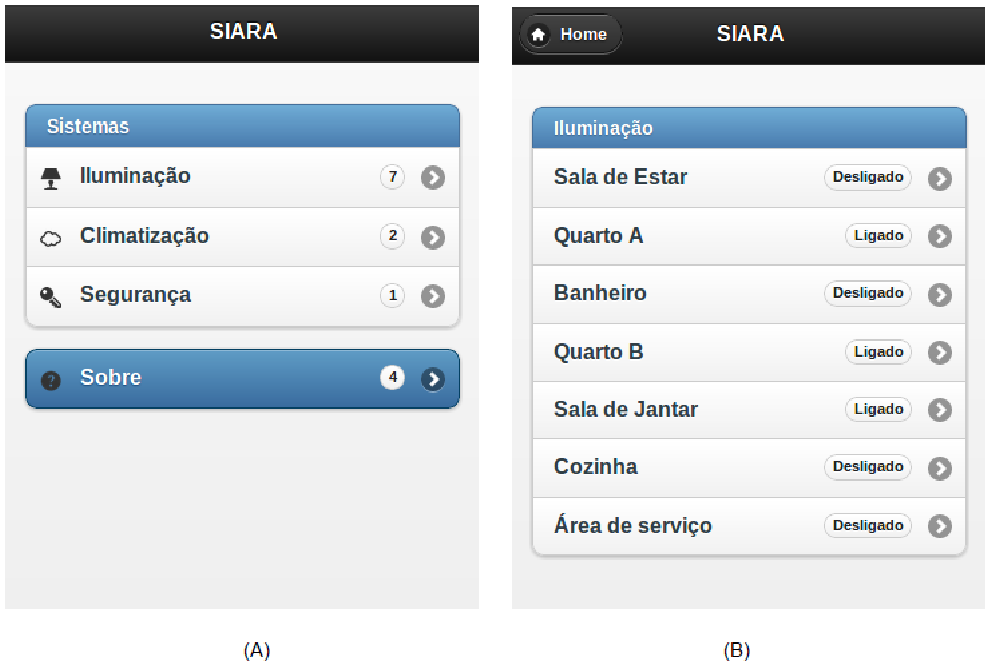 SIARA
Sistemas
Iluminação 7
Climatização 2
Segurança 1
? Sobre 4
(A)
Home SIARA
Iluminação
Sala de Estar Desligado
Quarto A Ligado
Banheiro Desligado
Quarto B Ligado
Sala de Jantar Ligado
Cozinha Desligado
Área de serviço Desligado
(B)